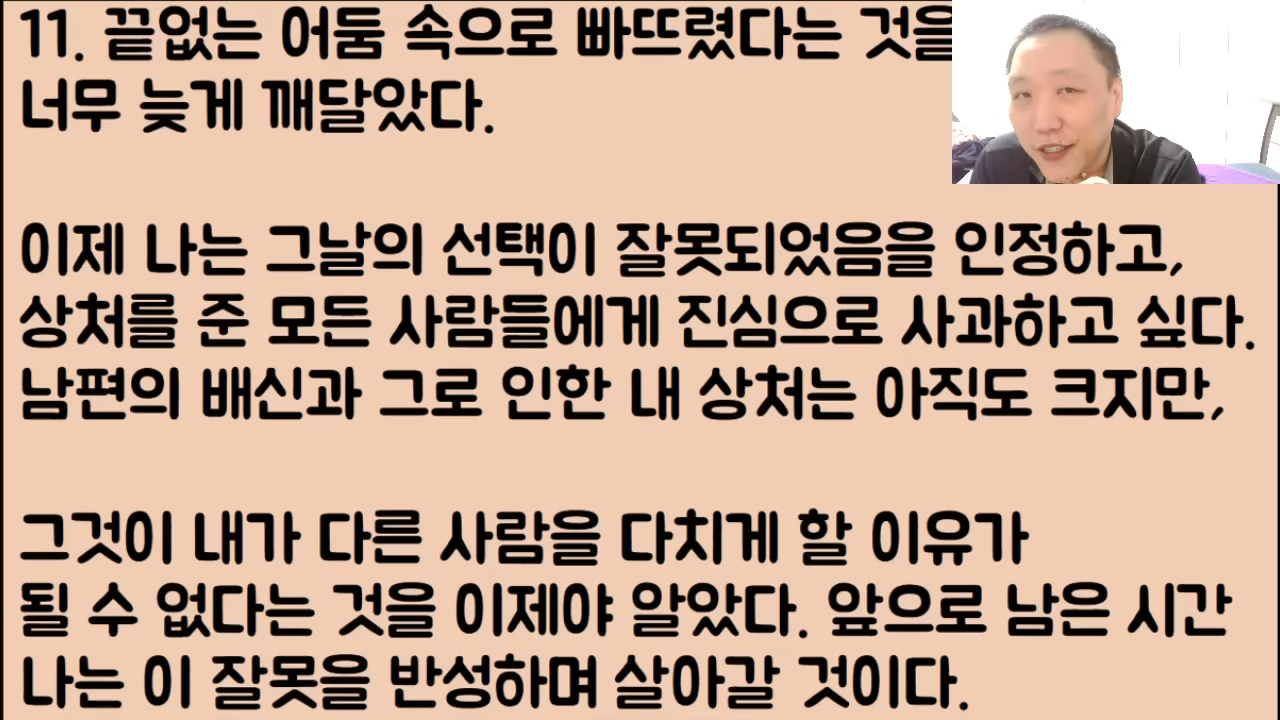 11. 끝없는 어둠 속으로 빠뜨렸다는 것을
너무 늦게 깨달았다.
이제 나는 그날의 선택이 잘못되었음을 인정하고,
상처를 준 모든 사람들에게 진심으로 사과하고 싶다.
남편의 배신과 그로 인한 내 상처는 아직도 크지만,
그것이 내가 다른 사람을 다치게 할 이유가
될 수 없다는 것을 이제야 알았다. 앞으로 남은 시간
나는 이 잘못을 반성하며 살아갈 것이다.